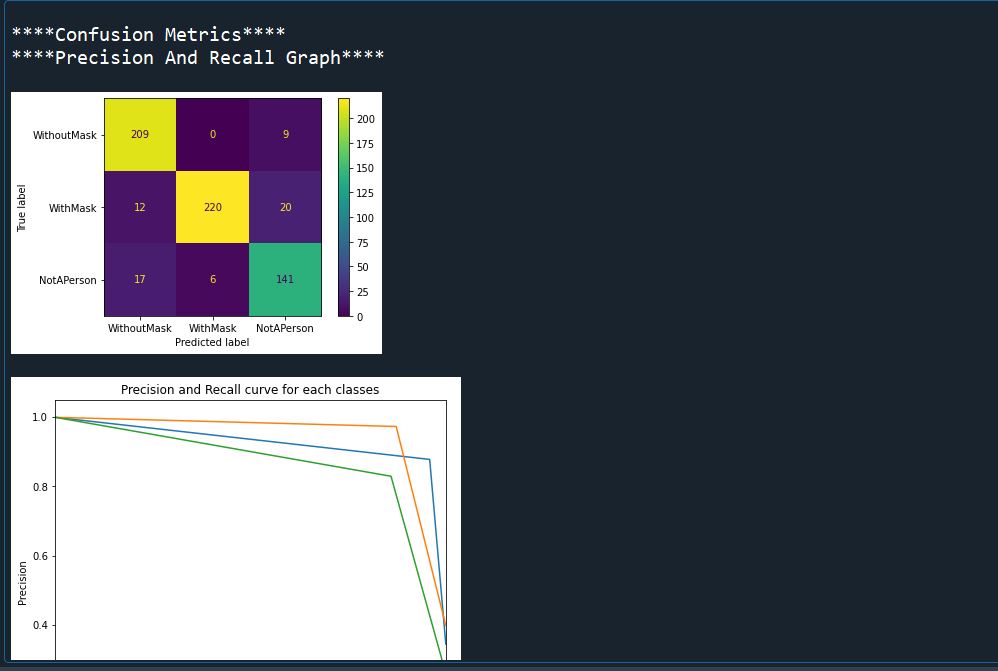 ****Confusion Metrics****
****Precision And Recall Graph****
WithoutMask 209 0 9
WithMask 12 220 20
NotAPerson 17 6 141
True label
WithoutMask WithMask NotAPerson
Predicted label
200
175
150
125
100
75
50
25
0
Precision and Recall curve for each classes
1.0
0.8
0.6
0.4
Precision